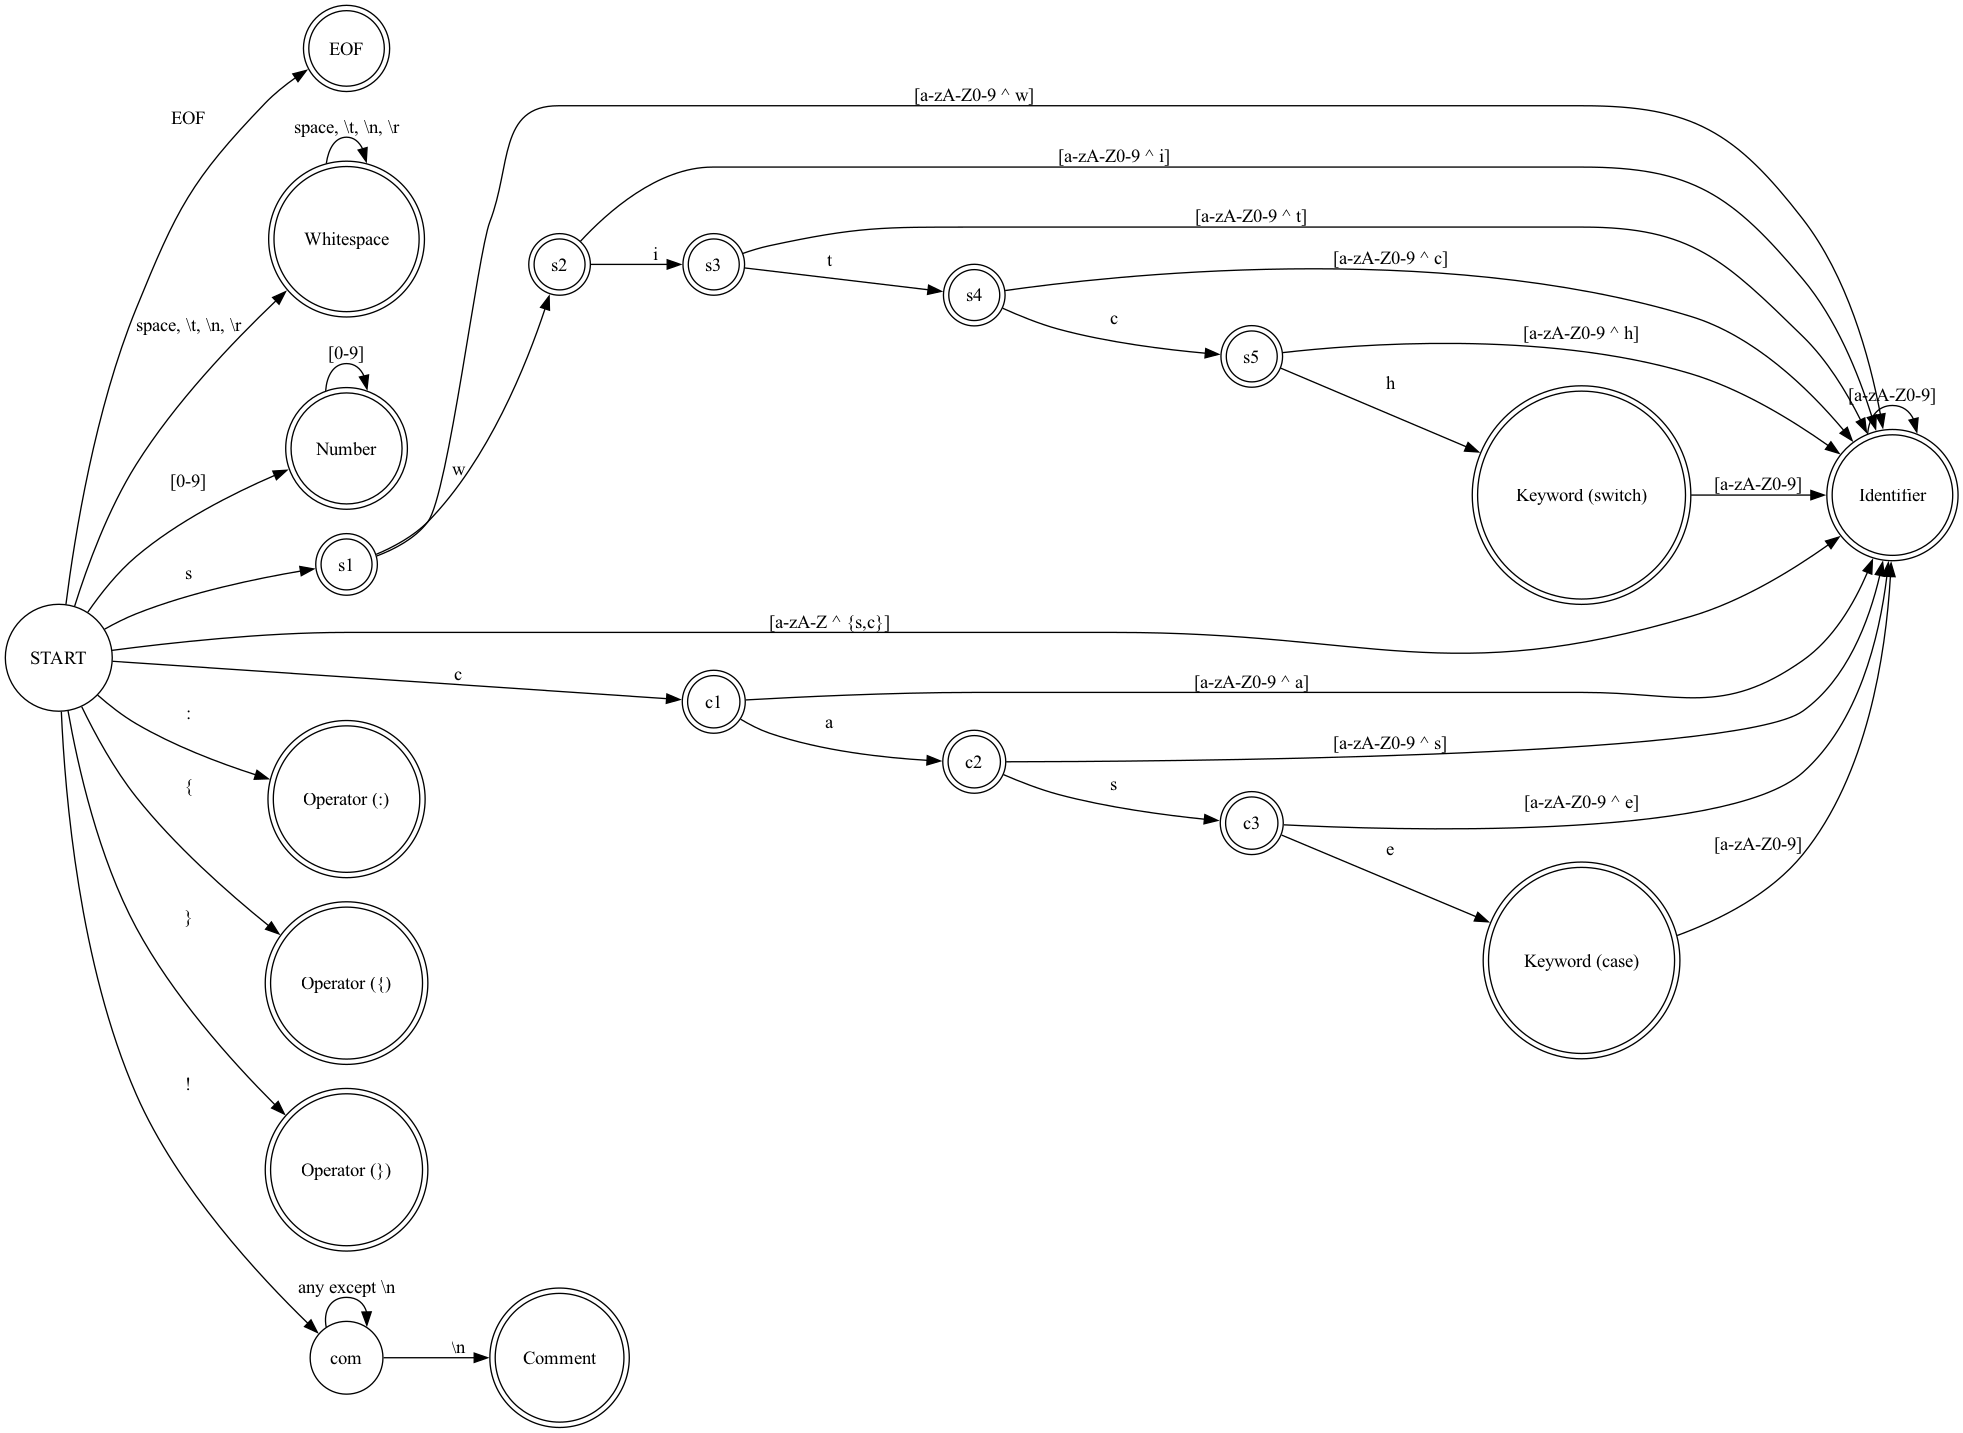 EOF
EOF
space, \t, \n, \r
Whitespace
space, \t, \n, \r
[0-9]
Number
[0-9]
s
s1
w
[a-zA-Z0-9 ^ w]
s2
[a-zA-Z0-9 ^ i]
i
s3
[a-zA-Z0-9 ^ t]
t
s4
[a-zA-Z0-9 ^ c]
c
s5
[a-zA-Z0-9 ^ h]
h
Keyword (switch)
[a-zA-Z0-9]
[a-zA-Z0-9]
Identifier
START
[a-zA-Z ^ {s,c}]
c
c1
[a-zA-Z0-9 ^ a]
a
c2
[a-zA-Z0-9 ^ s]
s
c3
[a-zA-Z0-9 ^ e]
e
Keyword (case)
[a-zA-Z0-9]
:
Operator (:)
{
Operator ({)
}
Operator (})
!
any except \n
com
\n
Comment